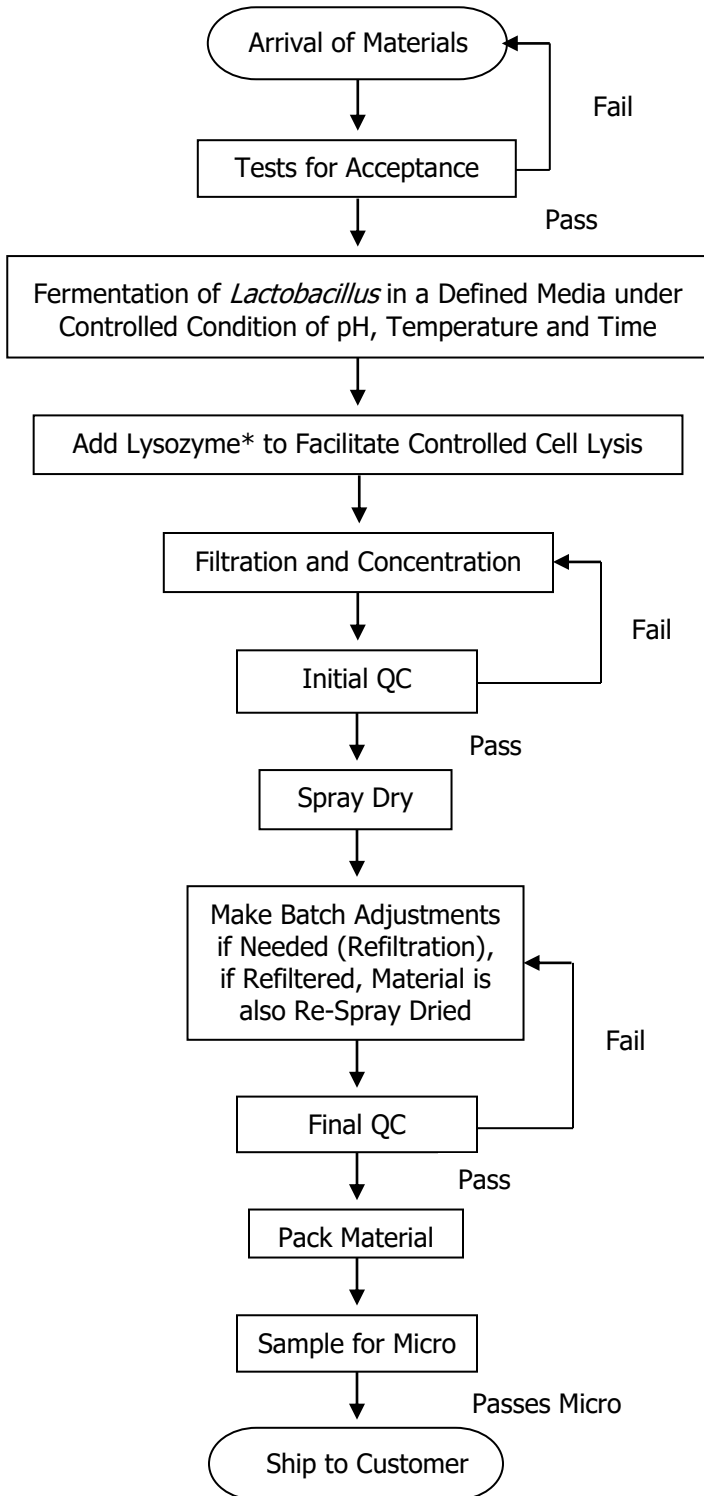 Arrival of Materials
Fail
Tests for Acceptance
Pass
Fermentation of Lactobacillus in a Defined Media under
Controlled Condition of pH, Temperature and Time
Add Lysozyme* to Facilitate Controlled Cell Lysis
Filtration and Concentration
Fail
Initial QC
Pass
Spray Dry
Make Batch Adjustments
if Needed (Refiltration),
if Refiltered, Material is
also Re-Spray Dried
Fail
Final QC
Pass
Pack Material
Sample for Micro
Passes Micro
Ship to Customer